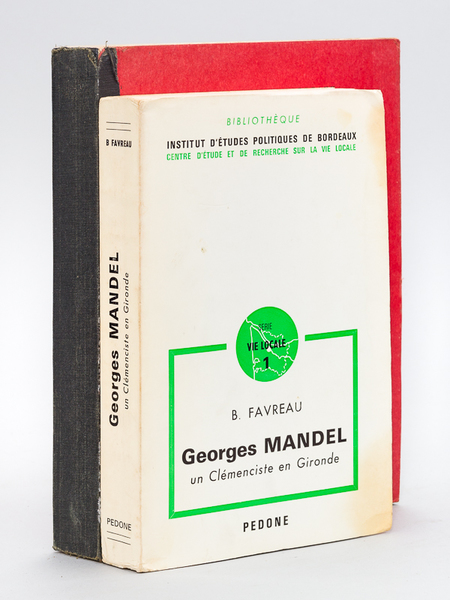 BIBLIOTHÈQUE
INSTITUT D'ÉTUDES POLITIQUES DE BORDEAUX
CENTRE D'ÉTUDE ET DE RECHERCHE SUR LA VIE LOCALE
SÉRIE
VIE LOCALE
1
B. FAVREAU
Georges MANDEL
un Clémenciste en Gironde
PEDONE
B FAVREAU
Georges MANDEL
un Clémenciste en Gironde
PEDONE